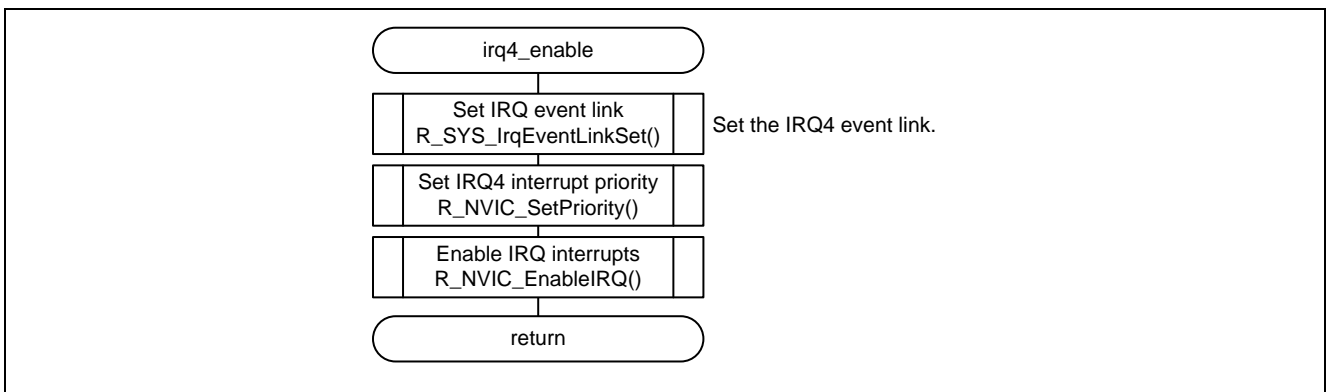 irq4_enable
Set IRQ event link
R_SYS_IrqEventLinkSet()
Set the IRQ4 event link.
Set IRQ4 interrupt priority
R_NVIC_SetPriority()
Enable IRQ interrupts
R_NVIC_EnableIRQ()
return